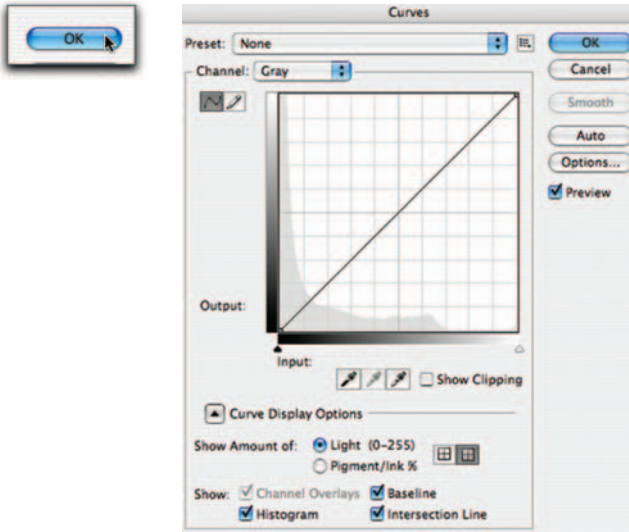 OK
Curves
Preset: None
OK
Channel: Gray
Cancel
Smooth
Auto
Options...
Preview
Output:
Input:
Show Clipping
Curve Display Options
Show Amount of: Light (0-255)
Pigment/Ink %
Show: Channel Overlays Baseline
Histogram Intersection Line